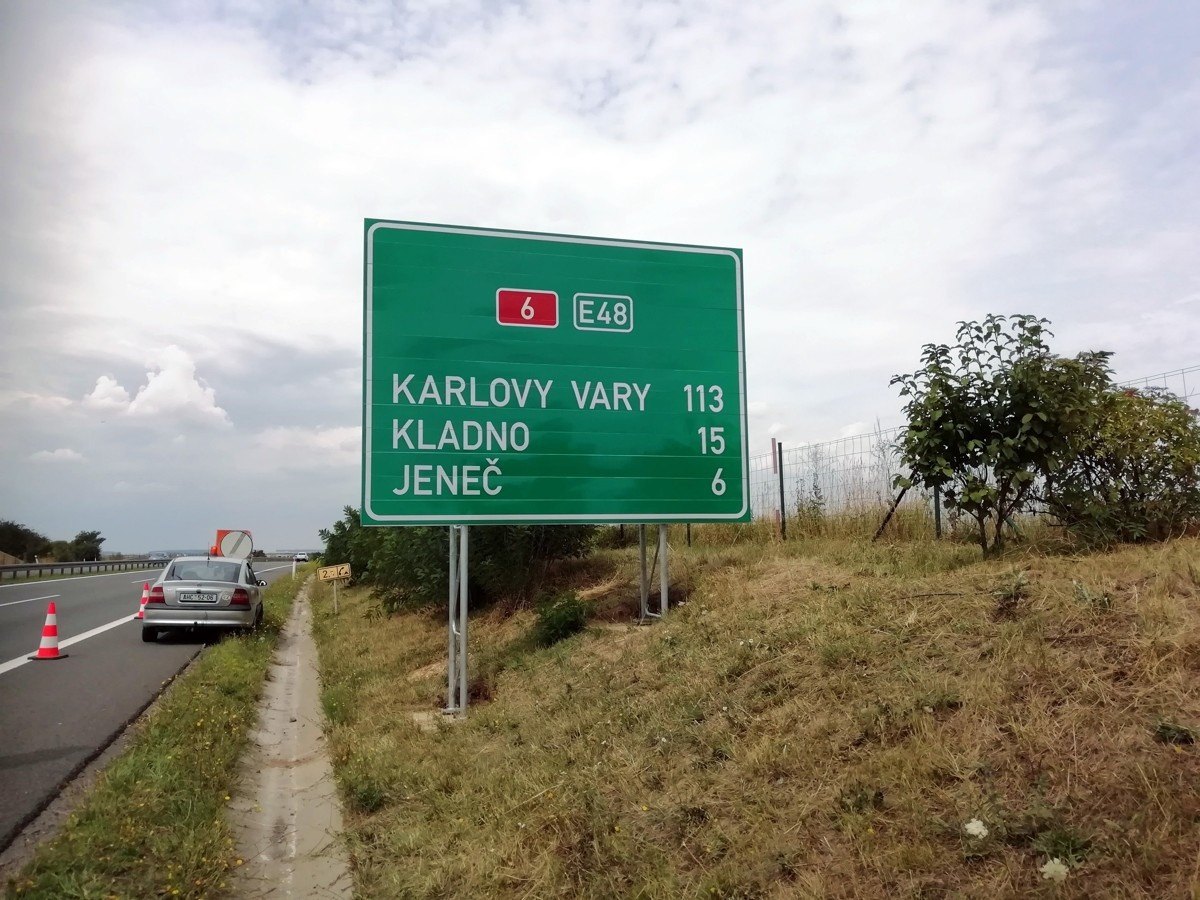 6 E48
KARLOVY VARY 113
KLADNO 15
JENEČ 6